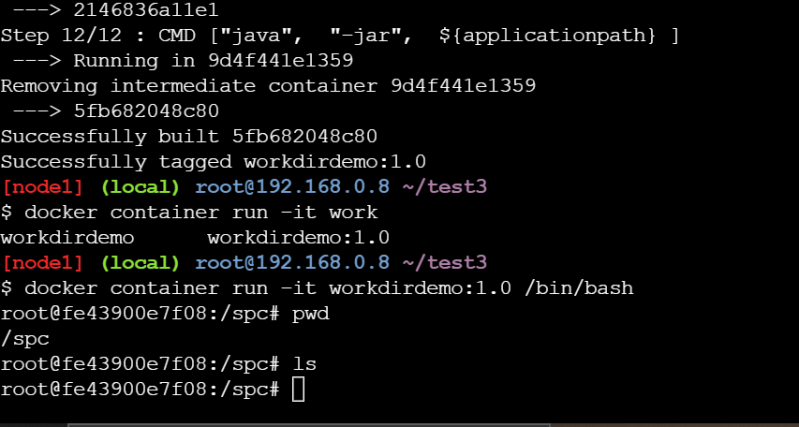 ---> 2146836a11e1
Step 12/12 : CMD ["java", "-jar", ${applicationpath} ]
---> Running in 9d4f441e1359
Removing intermediate container 9d4f441e1359
---> 5fb682048c80
Successfully built 5fb682048c80
Successfully tagged workdirdemo:1.0
[node1] (local) root@192.168.0.8 ~/test3
$ docker container run -it work
workdirdemo      workdirdemo:1.0
[node1] (local) root@192.168.0.8 ~/test3
$ docker container run -it workdirdemo:1.0 /bin/bash
root@fe43900e7f08:/spc# pwd
/spc
root@fe43900e7f08:/spc# ls
root@fe43900e7f08:/spc#